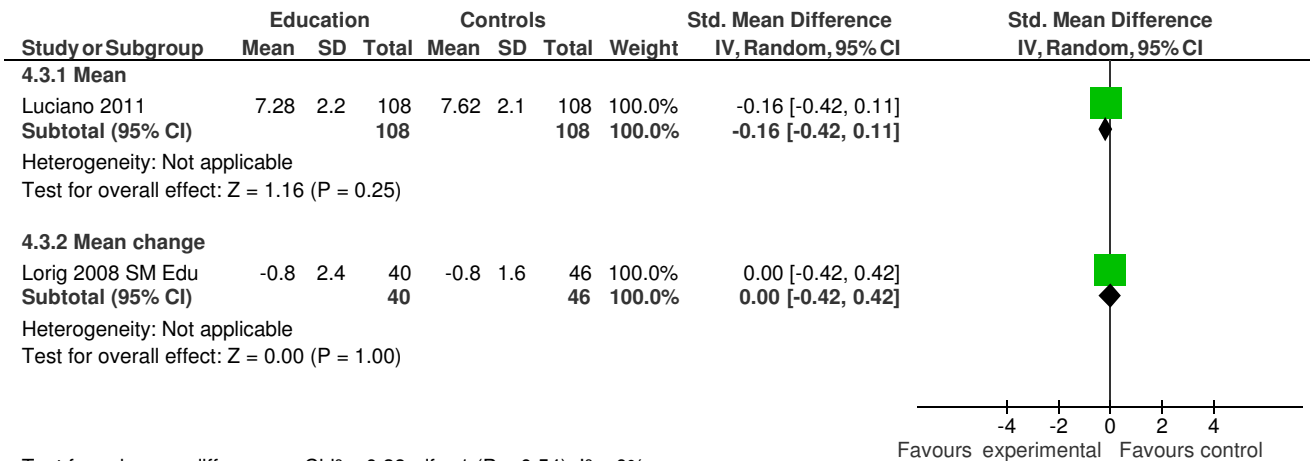 Education Controls Std. Mean Difference Std. Mean Difference
Study or Subgroup Mean SD Total Mean SD Total Weight IV, Random, 95% CI IV, Random, 95% CI
4.3.1 Mean
Luciano 2011 7.28 2.2 108 7.62 2.1 108 100.0% -0.16 [-0.42, 0.11]
Subtotal (95% CI) 108 108 100.0% -0.16 [-0.42, 0.11]
Heterogeneity: Not applicable
Test for overall effect: Z = 1.16 (P = 0.25)
4.3.2 Mean change
Lorig 2008 SM Edu -0.8 2.4 40 -0.8 1.6 46 100.0% 0.00 [-0.42, 0.42]
Subtotal (95% CI) 40 46 100.0% 0.00 [-0.42, 0.42]
Heterogeneity: Not applicable
Test for overall effect: Z = 0.00 (P = 1.00)
-4 -2 0 2 4
Favours experimental Favours control